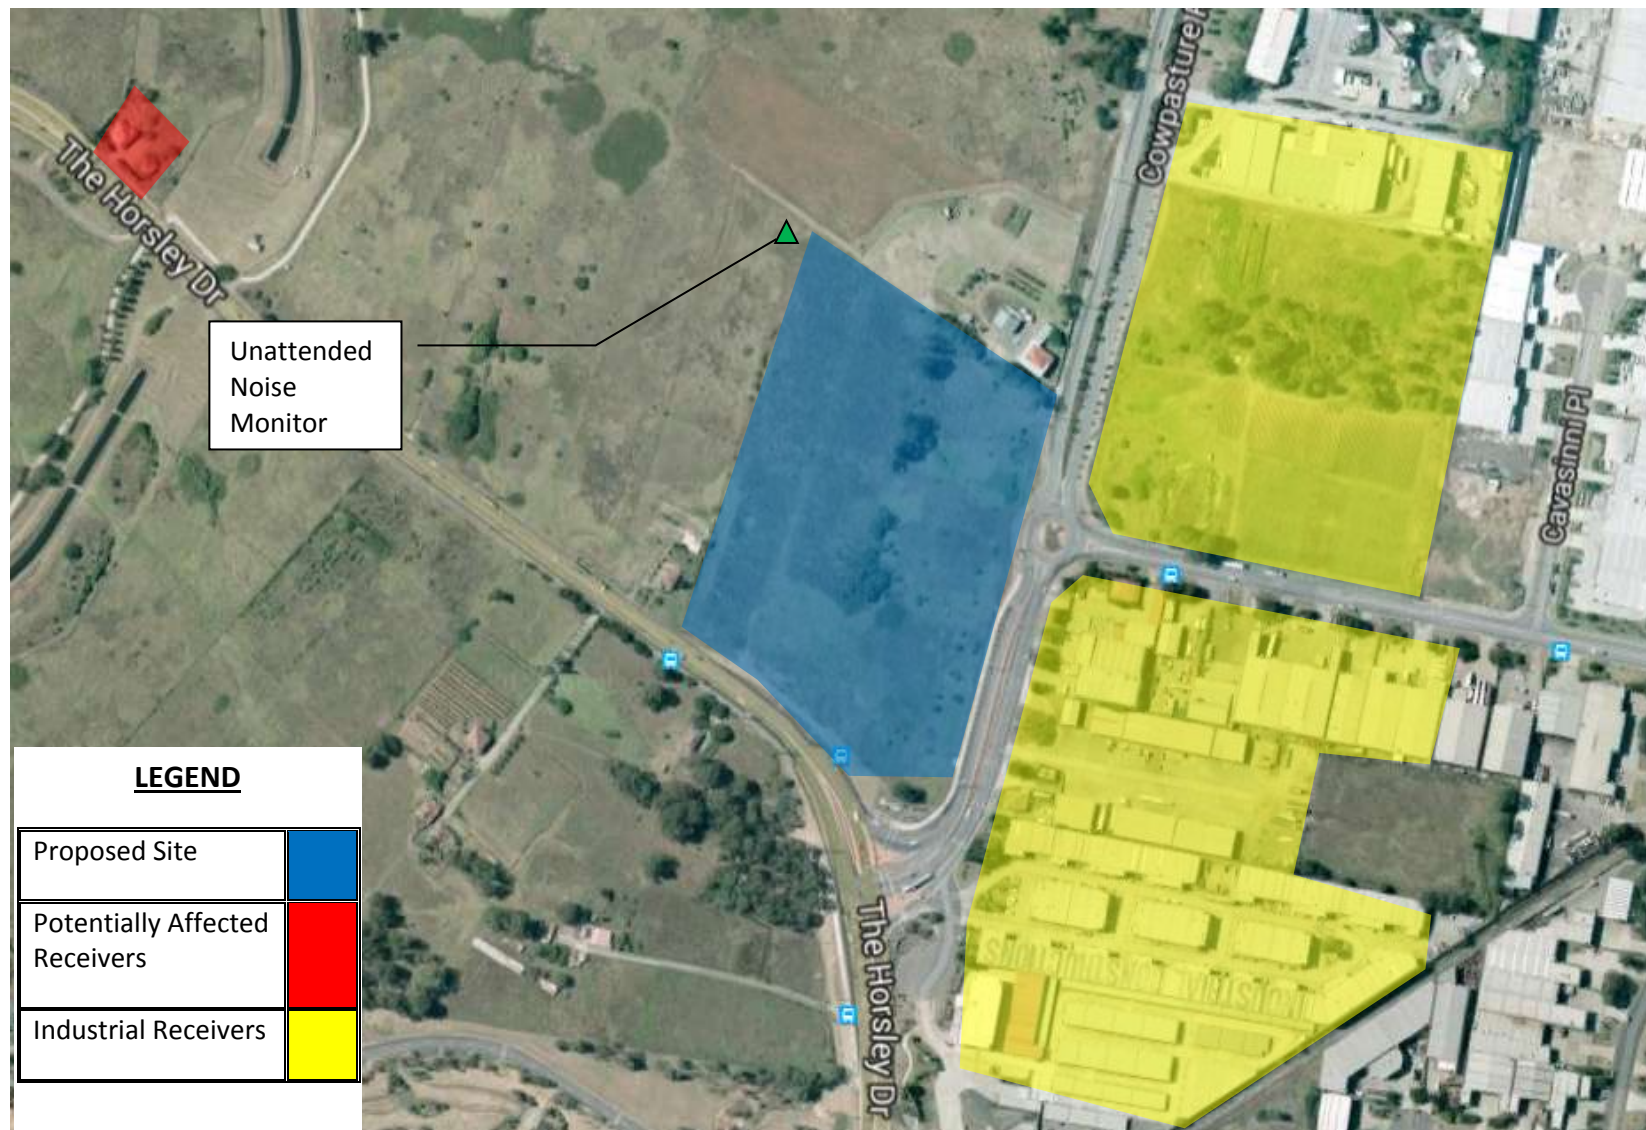 Cowpasture
The Horsley Dr
Unattended
Noise
Monitor
Cavasinni Pl
LEGEND
Proposed Site
Potentially Affected
Receivers
Industrial Receivers
The Horsley Dr